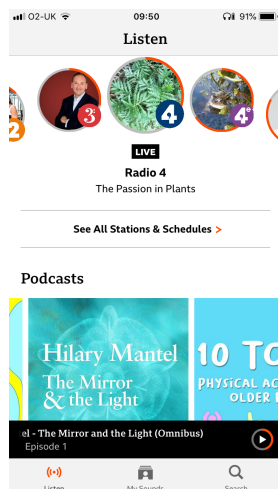 O2-UK 09:50 91%
Listen
2 3 4 4
LIVE
Radio 4
The Passion in Plants
See All Stations & Schedules >
Podcasts
Hilary Mantel
The Mirror
& the Light
10 TO
PHYSiCAL AC
OLDER
el - The Mirror and the Light (Omnibus)
Episode 1
Listen
My Sounds
Search